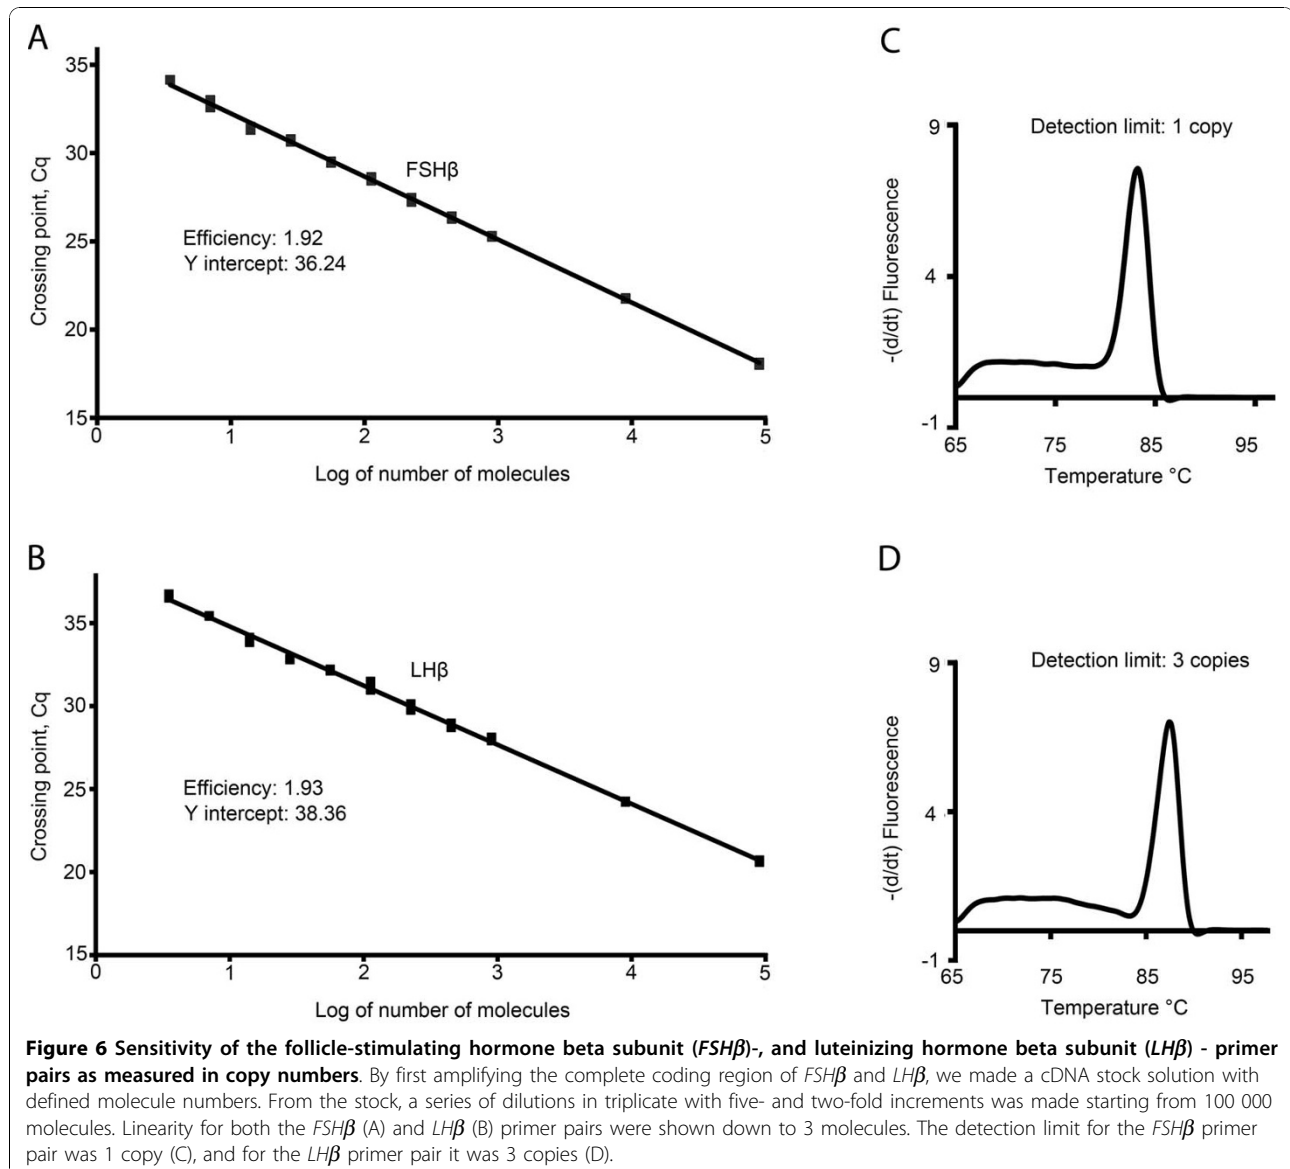 A
35
30
25
20
15
Crossing point, Cq
FSHβ
Efficiency: 1.92
Y intercept: 36.24
0 1 2 3 4 5
Log of number of molecules
C
Detection limit: 1 copy
9
4
-1
-(d/dt) Fluorescence
65 75 85 95
Temperature °C
B
35
30
25
20
15
Crossing point, Cq
LHβ
Efficiency: 1.93
Y intercept: 38.36
0 1 2 3 4 5
Log of number of molecules
D
Detection limit: 3 copies
9
4
-1
-(d/dt) Fluorescence
65 75 85 95
Temperature °C
Figure 6 Sensitivity of the follicle-stimulating hormone beta subunit (FSHβ)-, and luteinizing hormone beta subunit (LHβ) - primer
pairs as measured in copy numbers. By first amplifying the complete coding region of FSHβ and LHβ, we made a cDNA stock solution with
defined molecule numbers. From the stock, a series of dilutions in triplicate with five- and two-fold increments was made starting from 100 000
molecules. Linearity for both the FSHβ (A) and LHβ (B) primer pairs were shown down to 3 molecules. The detection limit for the FSHβ primer
pair was 1 copy (C), and for the LHβ primer pair it was 3 copies (D).